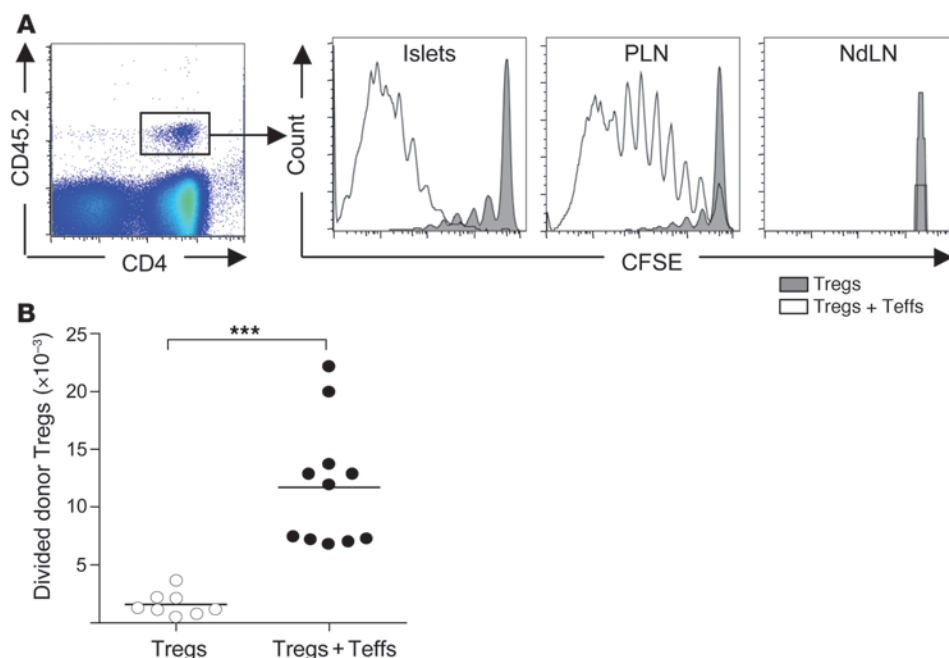 A
CD45.2
CD4
Count
Islets
PLN
NdLN
CFSE
Tregs
Tregs + Teffs
B
Divided donor Tregs (×10⁻³)
25
20
15
10
5
***
Tregs
Tregs + Teffs